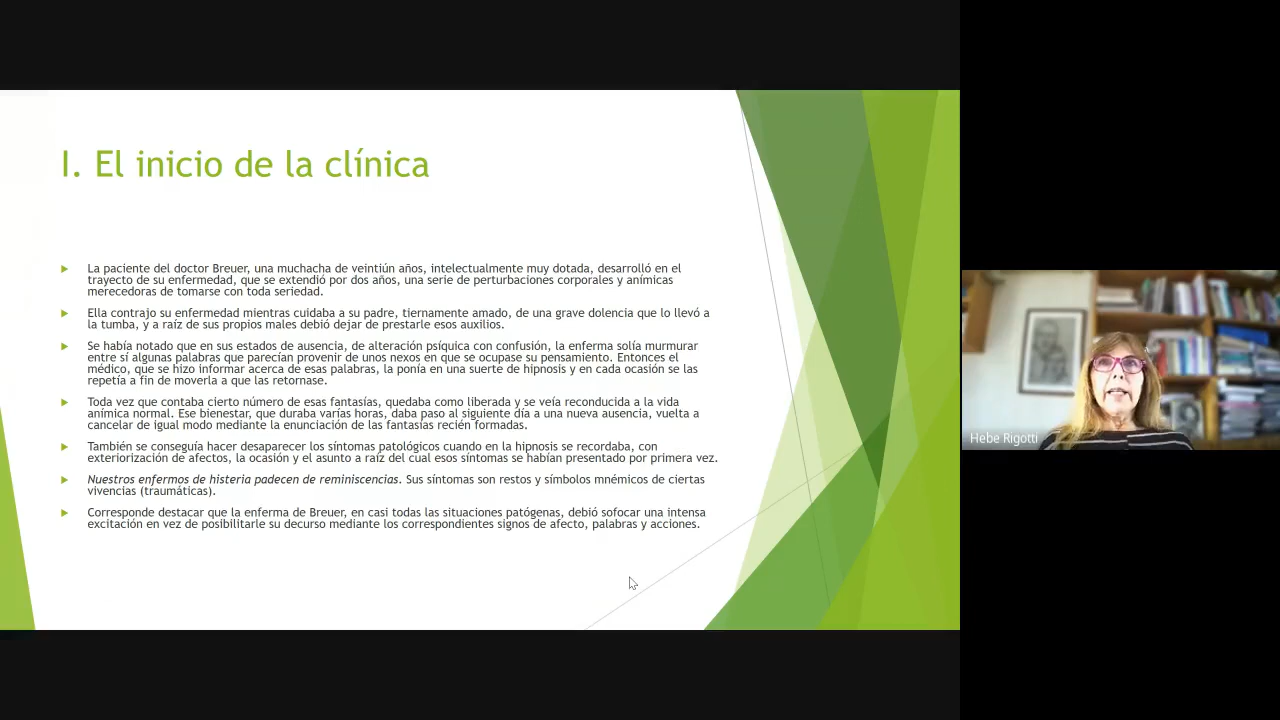 I. El inicio de la clínica
La paciente del doctor Breuer, una muchacha de veintiún años, intelectualmente muy dotada, desarrolló en el
trayecto de su enfermedad, que se extendió por dos años, una serie de perturbaciones corporales y anímicas
merecedoras de tomarse con toda seriedad.
Ella contrajo su enfermedad mientras cuidaba a su padre, tiernamente amado, de una grave dolencia que lo llevó a
la tumba, y a raíz de sus propios males debió dejar de prestarle esos auxilios.
Se había notado que en sus estados de ausencia, de alteración psíquica con confusión, la enferma solía murmurar
entre sí algunas palabras que parecían provenir de unos nexos en que se ocupase su pensamiento. Entonces el
médico, que se hizo informar acerca de esas palabras, la ponía en una suerte de hipnosis y en cada ocasión se las
repetía a fin de moverla a que las retornase.
Toda vez que contaba cierto número de esas fantasías, quedaba como liberada y se veía reconducida a la vida
anímica normal. Ese bienestar, que duraba varias horas, daba paso al siguiente día a una nueva ausencia, vuelta a
cancelar de igual modo mediante la enunciación de las fantasías recién formadas.
También se conseguía hacer desaparecer los síntomas patológicos cuando en la hipnosis se recordaba, con
exteriorización de afectos, la ocasión y el asunto a raíz del cual esos síntomas se habían presentado por primera vez.
Nuestros enfermos de histeria padecen de reminiscencias. Sus síntomas son restos y símbolos mnémicos de ciertas
vivencias (traumáticas).
Corresponde destacar que la enferma de Breuer, en casi todas las situaciones patógenas, debió sofocar una intensa
excitación en vez de posibilitarle su decurso mediante los correspondientes signos de afecto, palabras y acciones.
Hebe Rigotti